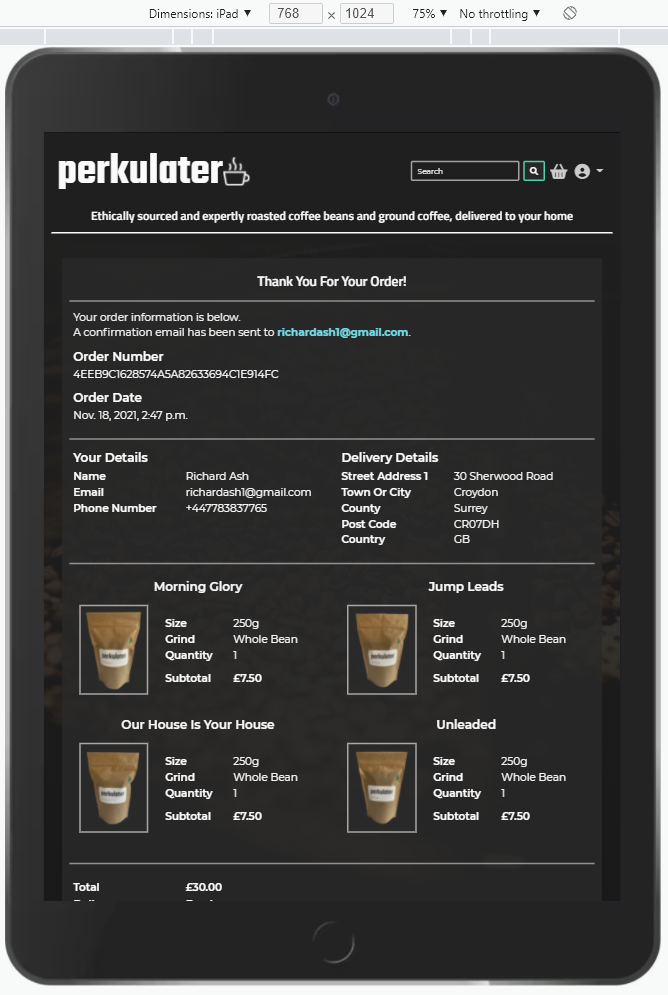 Dimensions: iPad ▼ 768 × 1024 75% ▼ No throttling ▼
perkulater
Search
Ethically sourced and expertly roasted coffee beans and ground coffee, delivered to your home
Thank You For Your Order!
Your order information is below.
A confirmation email has been sent to richardash1@gmail.com.
Order Number
4EEB9C1628574A5A82633694C1E914FC
Order Date
Nov. 18, 2021, 2:47 p.m.
Your Details
Name Richard Ash
Email richardash1@gmail.com
Phone Number +447783837765
Delivery Details
Street Address 1 30 Sherwood Road
Town Or City Croydon
County Surrey
Post Code CR07DH
Country GB
Morning Glory
perkulater
Size 250g
Grind Whole Bean
Quantity 1
Subtotal £7.50
Jump Leads
perkulater
Size 250g
Grind Whole Bean
Quantity 1
Subtotal £7.50
Our House Is Your House
perkulater
Size 250g
Grind Whole Bean
Quantity 1
Subtotal £7.50
Unleaded
perkulater
Size 250g
Grind Whole Bean
Quantity 1
Subtotal £7.50
Total £30.00